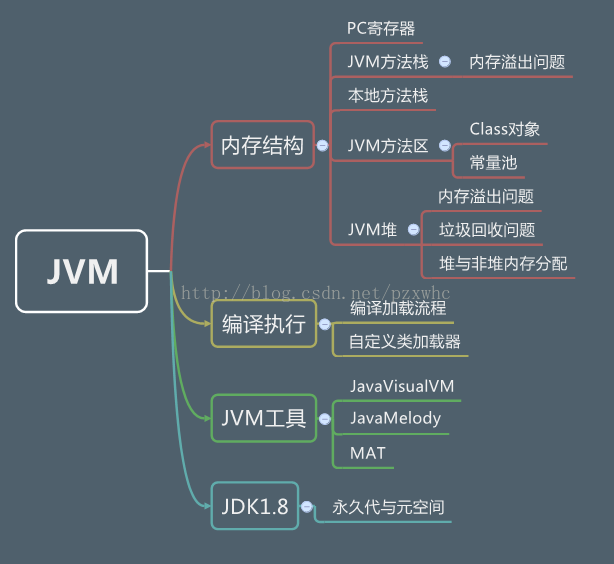 JVM
内存结构
PC寄存器
JVM方法栈
内存溢出问题
本地方法栈
JVM方法区
Class对象
常量池
JVM堆
内存溢出问题
垃圾回收问题
堆与非堆内存分配
http://blog.csdn.net/pzxwhc
编译执行
编译加载流程
自定义类加载器
JVM工具
JavaVisualVM
JavaMelody
MAT
JDK1.8
永久代与元空间